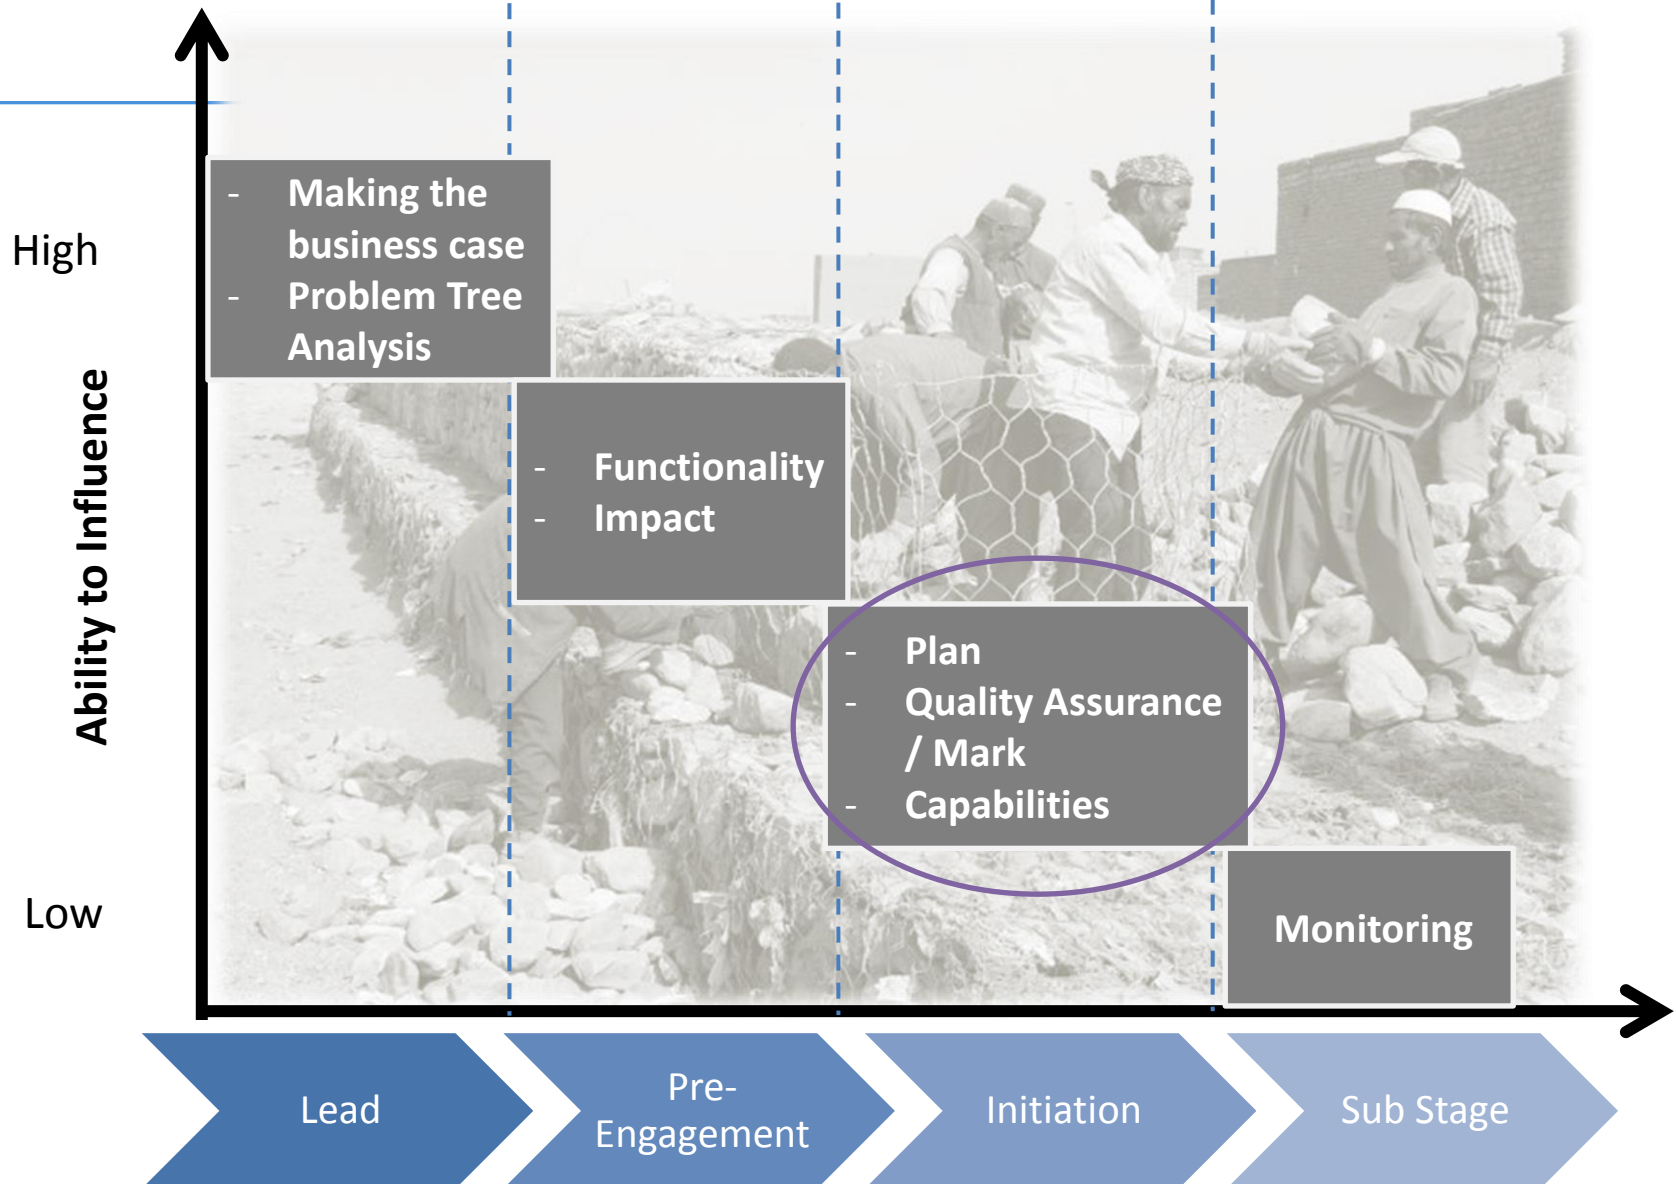 - Making the
business case
- Problem Tree
Analysis
High
- Functionality
- Impact
Ability to Influence
- Plan
- Quality Assurance
/ Mark
- Capabilities
Low
Monitoring
Lead
Pre-
Engagement
Initiation
Sub Stage